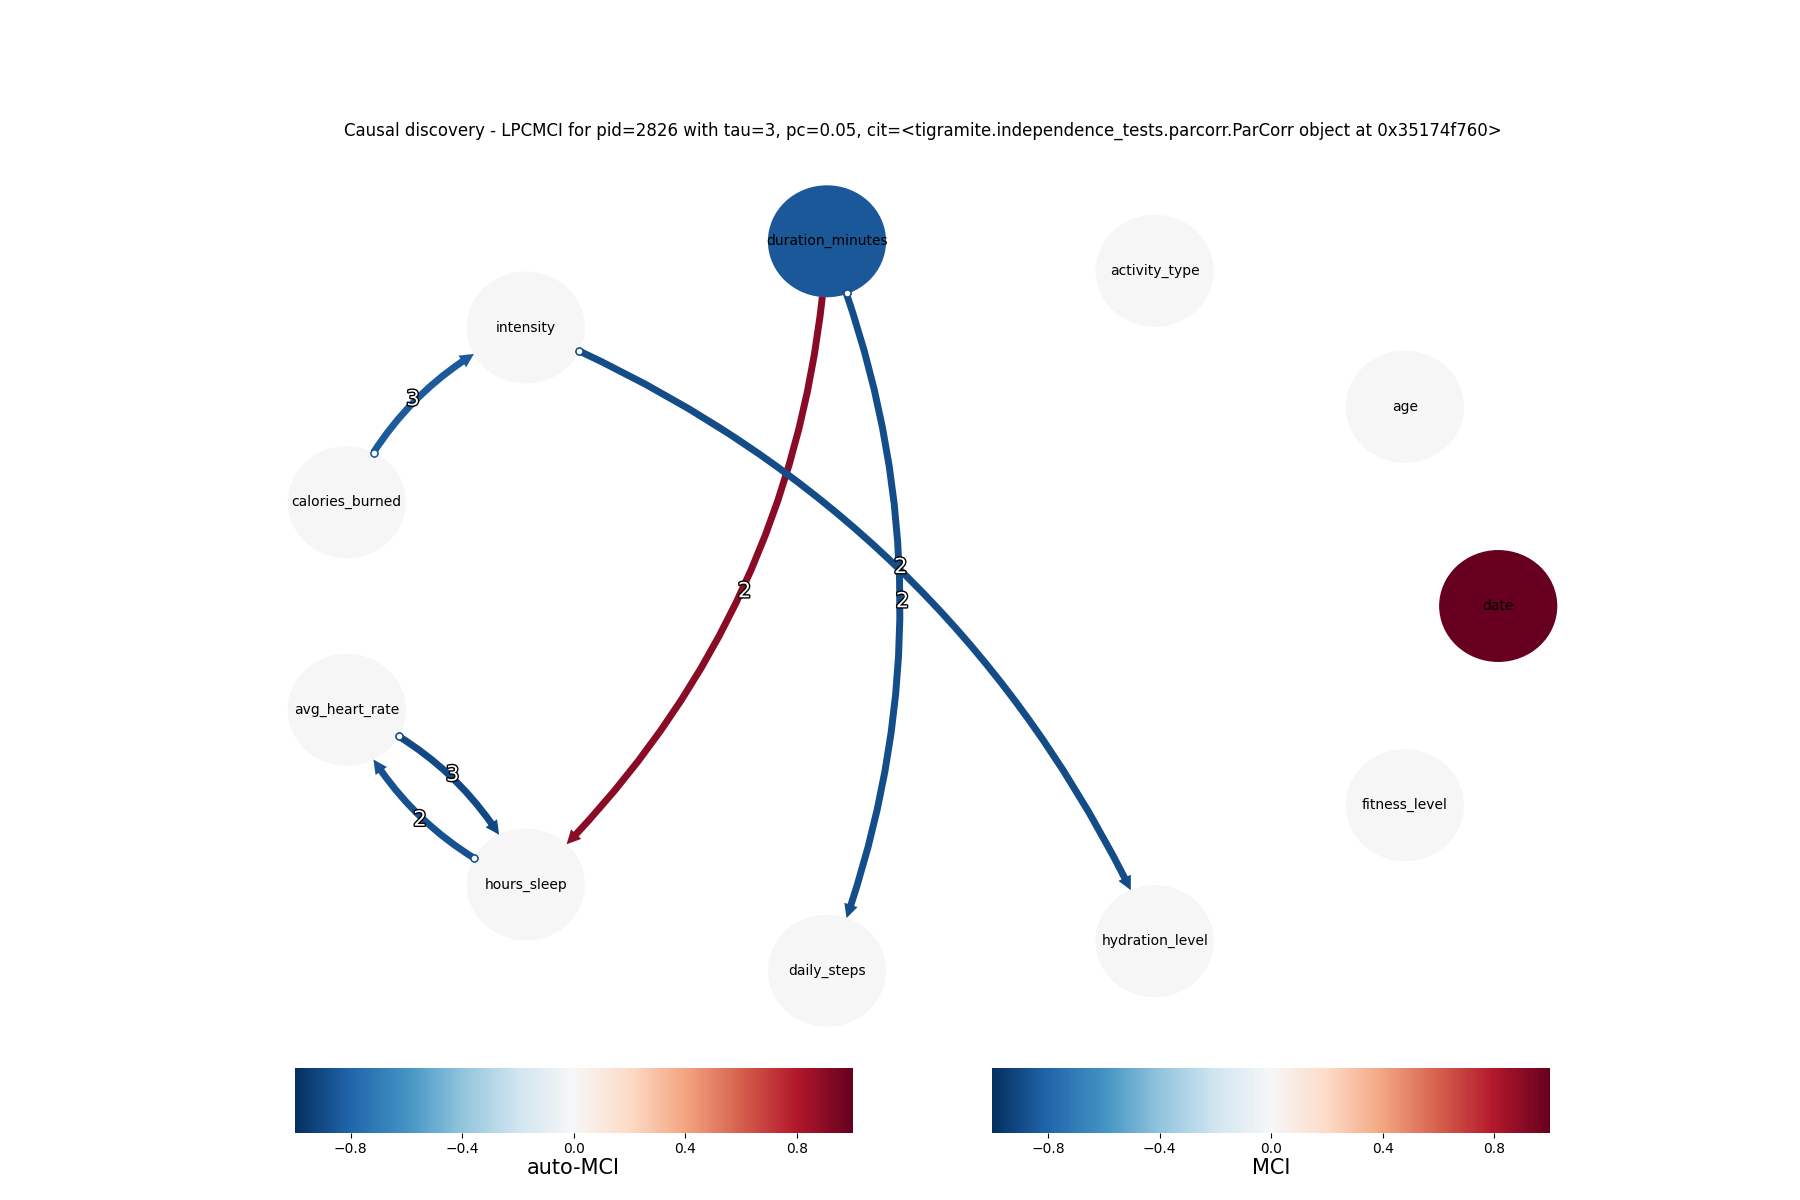 Causal discovery - LPCMCI for pid=2826 with tau=3, pc=0.05, cit=<tigramite.independence_tests.parcorr.ParCorr object at 0x35174f760>
duration_minutes
activity_type
intensity
3
age
calories_burned
2
2
2
date
avg_heart_rate
3
2
fitness_level
hours_sleep
hydration_level
daily_steps
−0.8 −0.4 0.0 0.4 0.8
auto-MCI
−0.8 −0.4 0.0 0.4 0.8
MCI